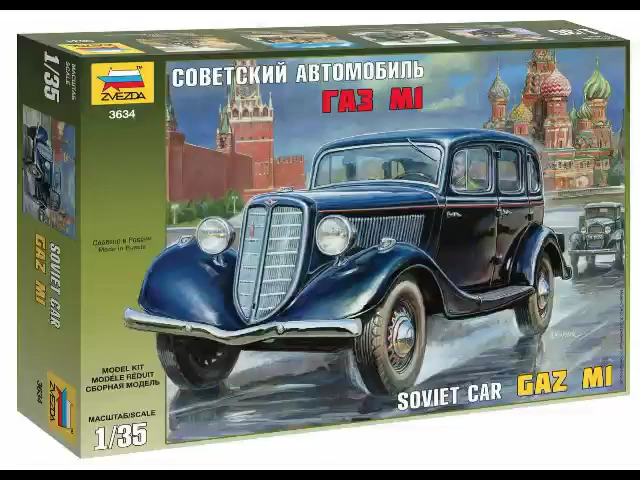 МАСШТАБ
SCALE
1/35
ZVEZDA
3634
СОВЕТСКИЙ АВТОМОБИЛЬ
ГАЗ М1
Сделано в России
Made in Russia
SOVIET CAR
GAZ M1
MODEL KIT
MODÈLE RÉDUIT
СБОРНАЯ МОДЕЛЬ
МАСШТАБ/SCALE
1/35
3634
SOVIET CAR GAZ M1